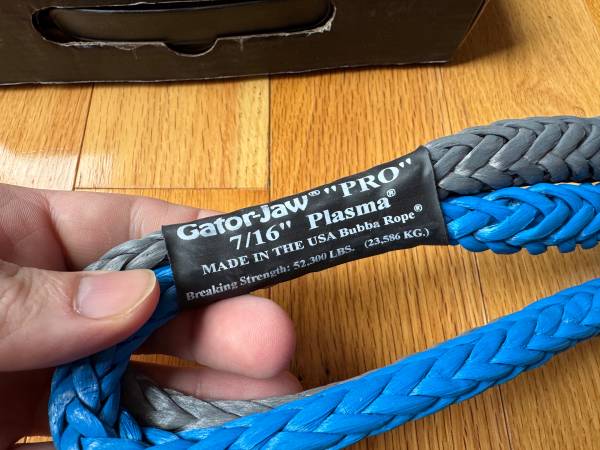 Gator-Jaw® "PRO"
7/16" Plasma®
MADE IN THE USA Bubba Rope®
Breaking Strength: 52,300 LBS. (23,586 KG.)